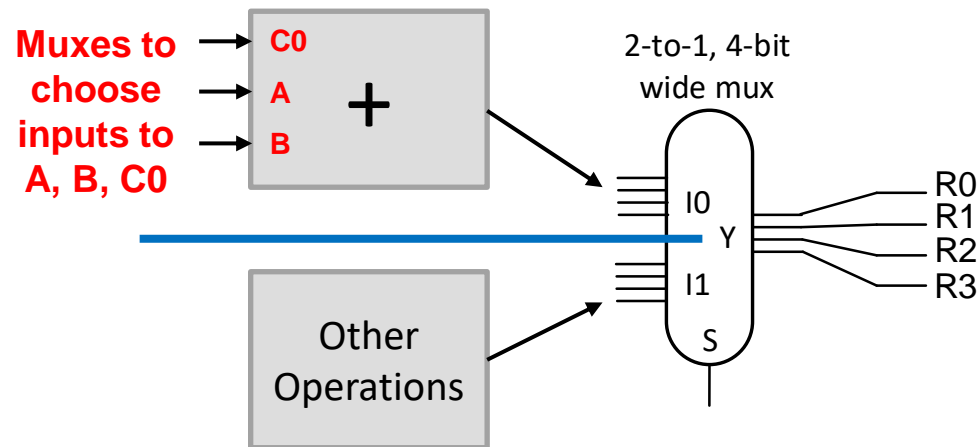 Muxes to
choose
inputs to
A, B, C0
C0
A
B
+
2-to-1, 4-bit
wide mux
I0
Y
I1
S
R0
R1
R2
R3
Other
Operations